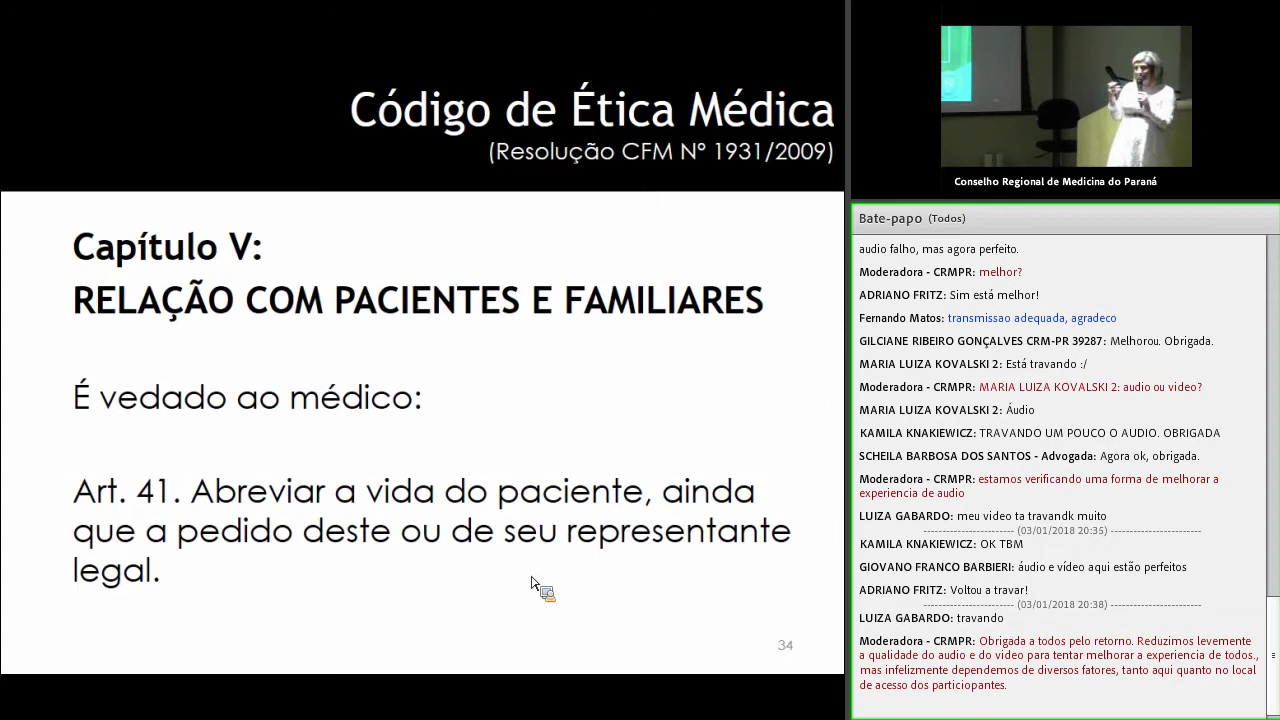 Código de Ética Médica
(Resolução CFM Nº 1931/2009)
Capítulo V:
RELAÇÃO COM PACIENTES E FAMILIARES
É vedado ao médico:
Art. 41. Abreviar a vida do paciente, ainda
que a pedido deste ou de seu representante
legal.
34
Conselho Regional de Medicina do Paraná
Bate-papo (Todos)
audio falho, mas agora perfeito.
Moderadora - CRMPR: melhor?
ADRIANO FRITZ: Sim está melhor!
Fernando Matos: transmissao adequada, agradeco
GILCIANE RIBEIRO GONÇALVES CRM-PR 39287: Melhorou. Obrigada.
MARIA LUIZA KOVALSKI 2: Está travando :/
Moderadora - CRMPR: MARIA LUIZA KOVALSKI 2: audio ou video?
MARIA LUIZA KOVALSKI 2: Áudio
KAMILA KNAKIEWICZ: TRAVANDO UM POUCO O AUDIO. OBRIGADA
SCHEILA BARBOSA DOS SANTOS - Advogada: Agora ok, obrigada.
Moderadora - CRMPR: estamos verificando uma forma de melhorar a
experiencia de audio
LUIZA GABARDO: meu video ta travandk muito
------------------------ (03/01/2018 20:35) ------------------------
KAMILA KNAKIEWICZ: OK TBM
GIOVANO FRANCO BARBIERI: áudio e vídeo aqui estão perfeitos
ADRIANO FRITZ: Voltou a travar!
------------------------ (03/01/2018 20:38) ------------------------
LUIZA GABARDO: travando
Moderadora - CRMPR: Obrigada a todos pelo retorno. Reduzimos levemente
a qualidade do audio e do video para tentar melhorar a experiencia de todos.,
mas infelizmente dependemos de diversos fatores, tanto aqui quanto no local
de acesso dos particiopantes.